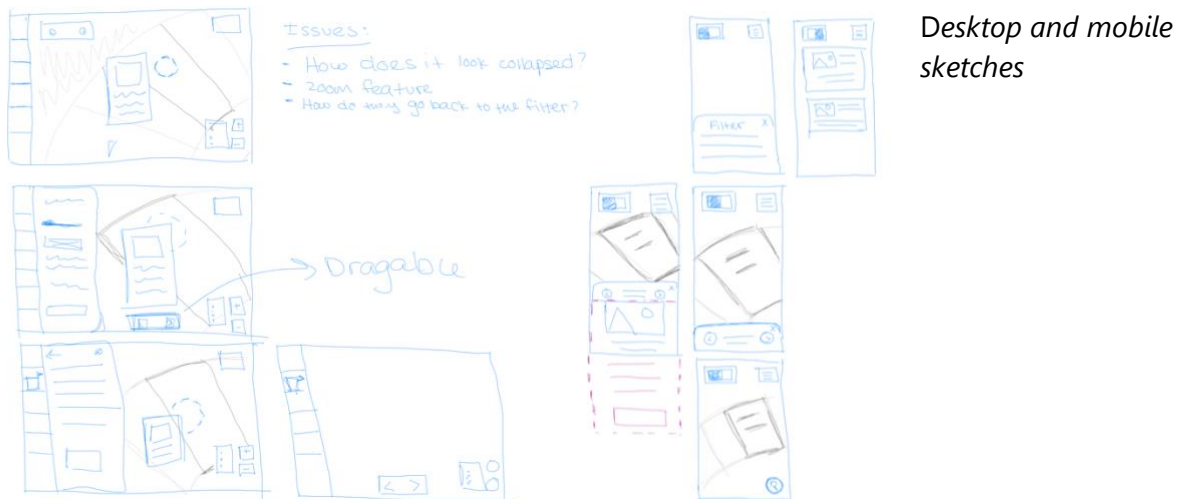 Issues:
- How does it look collapsed?
- zoom feature
- How do they go back to the filter?
Desktop and mobile
sketches
Filter x
Dragable